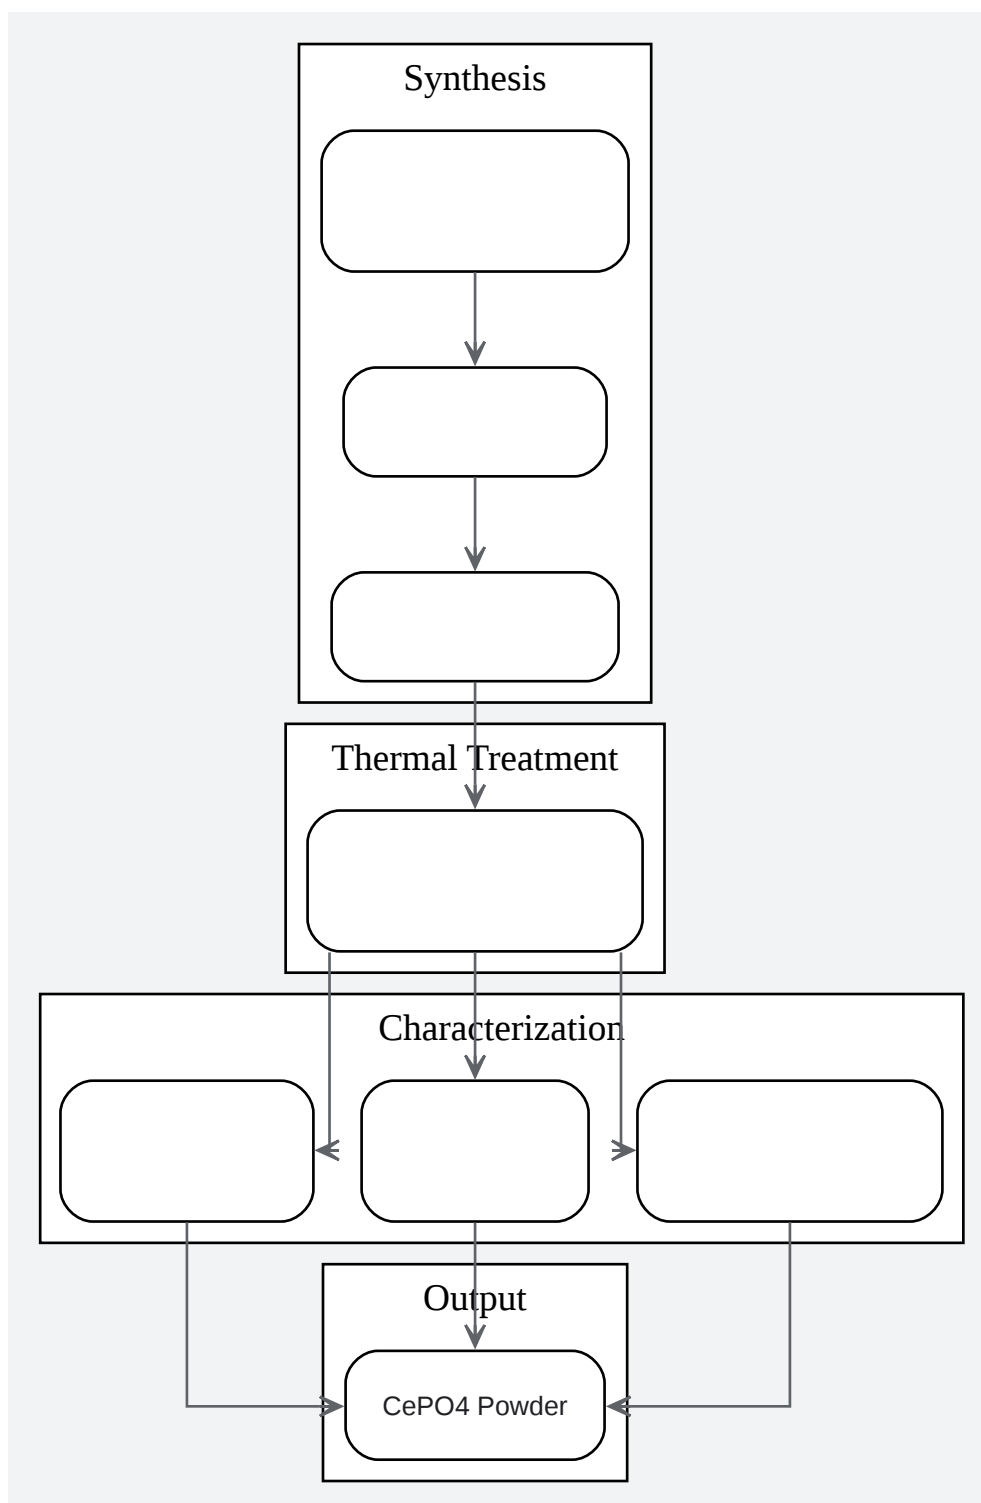 Synthesis
Thermal Treatment
Characterization
Output
CePO4 Powder